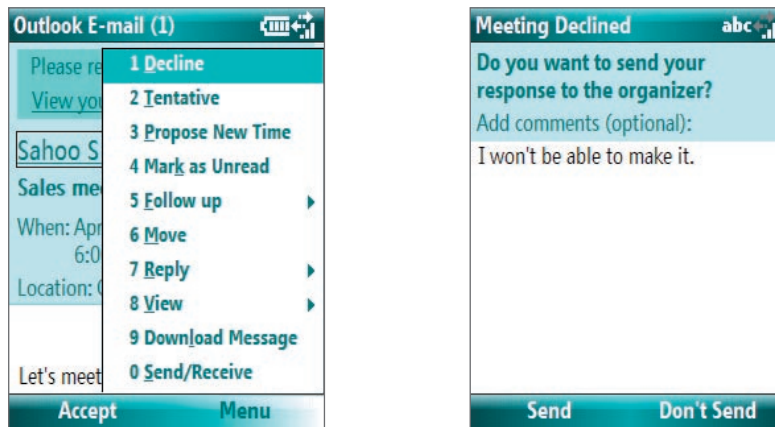 Outlook E-mail (1)
Please re
View you
Sahoo S
Sales mee
When: Apr
6:0
Location: C
Let's meet
1 Decline
2 Tentative
3 Propose New Time
4 Mark as Unread
5 Follow up
6 Move
7 Reply
8 View
9 Download Message
0 Send/Receive
Accept Menu
Meeting Declined abc
Do you want to send your
response to the organizer?
Add comments (optional):
I won't be able to make it.
Send Don't Send